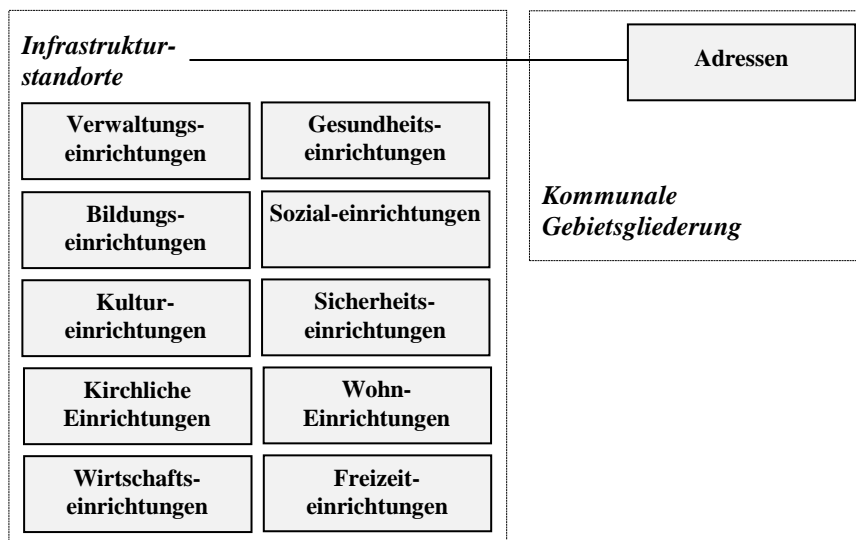 Infrastruktur-
standorte
Verwaltungs-
einrichtungen
Gesundheits-
einrichtungen
Bildungs-
einrichtungen
Sozial-einrichtungen
Kultur-
einrichtungen
Sicherheits-
einrichtungen
Kirchliche
Einrichtungen
Wohn-
Einrichtungen
Wirtschafts-
einrichtungen
Freizeit-
einrichtungen
Adressen
Kommunale
Gebietsgliederung